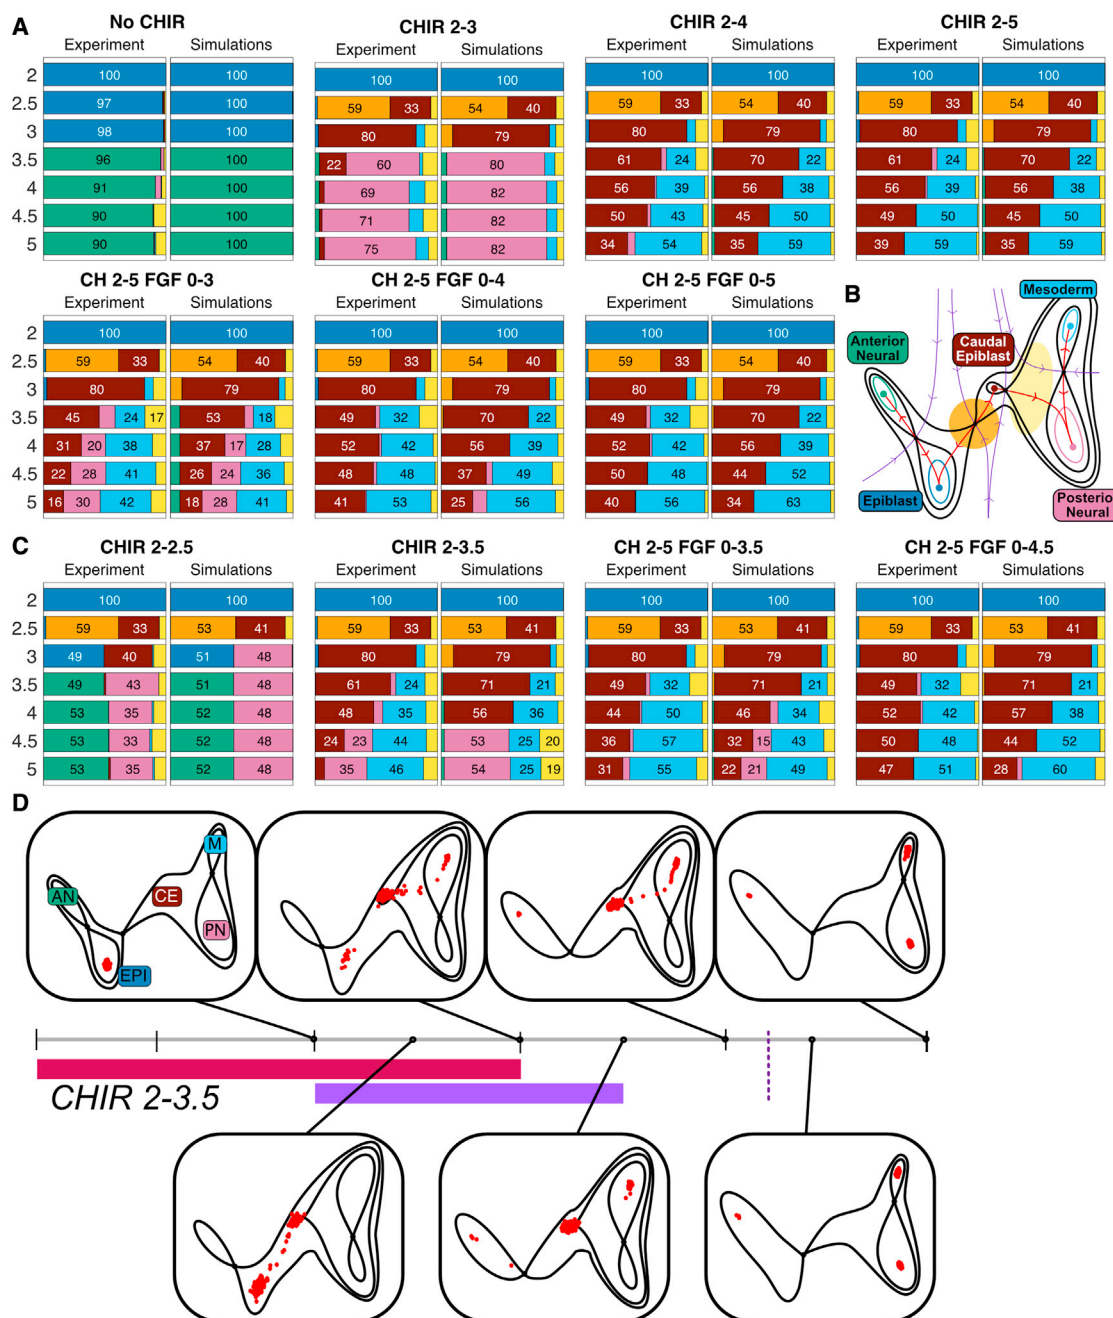 A
No CHIR
CHIR 2-3
CHIR 2-4
CHIR 2-5
Experiment Simulations
Experiment Simulations
Experiment Simulations
Experiment Simulations
2 100 100 100 100 100
2.5 97 100 59 33 54 40 59 33 54 40 59 33 54 40
3 98 100 80 79 80 79 80 79
3.5 96 100 22 60 80 61 24 70 22 61 24 70 22
4 91 100 69 82 56 39 56 38 56 39 56 38
4.5 90 100 71 82 50 43 45 50 49 50 45 50
5 90 100 75 82 34 54 35 59 39 59 35 59
CH 2-5 FGF 0-3
CH 2-5 FGF 0-4
CH 2-5 FGF 0-5
Experiment Simulations
Experiment Simulations
Experiment Simulations
2 100 100 100
2.5 59 33 54 40 59 33 54 40 59 33 54 40
3 80 79 80 79 80 79
3.5 45 24 17 53 18 49 32 70 22 49 32 70 22
4 31 20 38 37 17 28 52 42 56 39 52 42 56 39
4.5 22 28 41 26 24 36 48 48 37 49 50 48 44 52
5 16 30 42 18 28 41 41 53 25 56 40 56 34 63
B
Mesoderm
Anterior
Neural
Caudal
Epiblast
Epiblast
Posterior
Neural
C
CHIR 2-2.5
CHIR 2-3.5
CH 2-5 FGF 0-3.5
CH 2-5 FGF 0-4.5
Experiment Simulations
Experiment Simulations
Experiment Simulations
Experiment Simulations
2 100 100 100 100 100
2.5 59 33 53 41 59 33 53 41 59 33 53 41 59 33 53 41
3 49 40 51 48 80 79 80 79 80 79
3.5 49 43 51 48 61 24 71 21 49 32 71 21 49 32 71 21
4 53 35 52 48 48 35 56 36 44 50 46 34 52 42 57 38
4.5 53 33 52 48 24 23 44 53 25 20 36 57 32 15 43 50 48 44 52
5 53 35 52 48 35 46 54 25 19 31 55 22 21 49 47 51 28 60
D
AN
M
CE
PN
EPI
CHIR 2-3.5